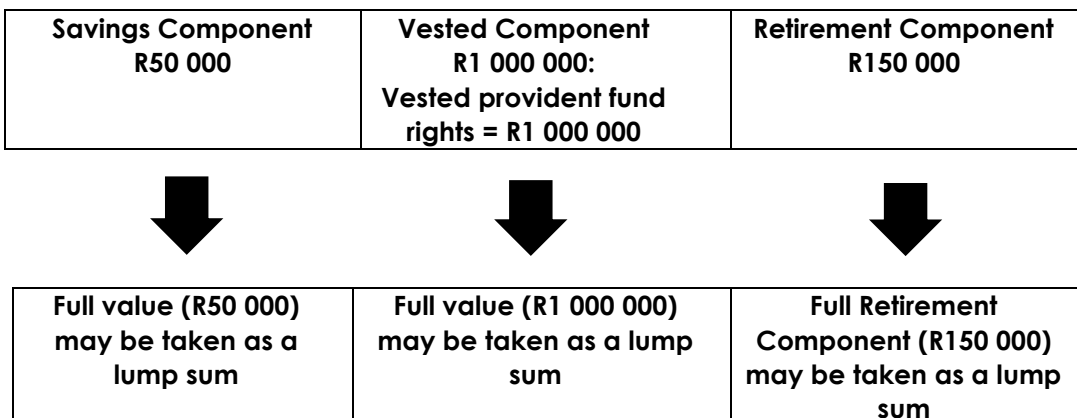 Savings Component
R50 000
Vested Component
R1 000 000:
Vested provident fund
rights = R1 000 000
Retirement Component
R150 000
Full value (R50 000)
may be taken as a
lump sum
Full value (R1 000 000)
may be taken as a lump
sum
Full Retirement
Component (R150 000)
may be taken as a lump
sum